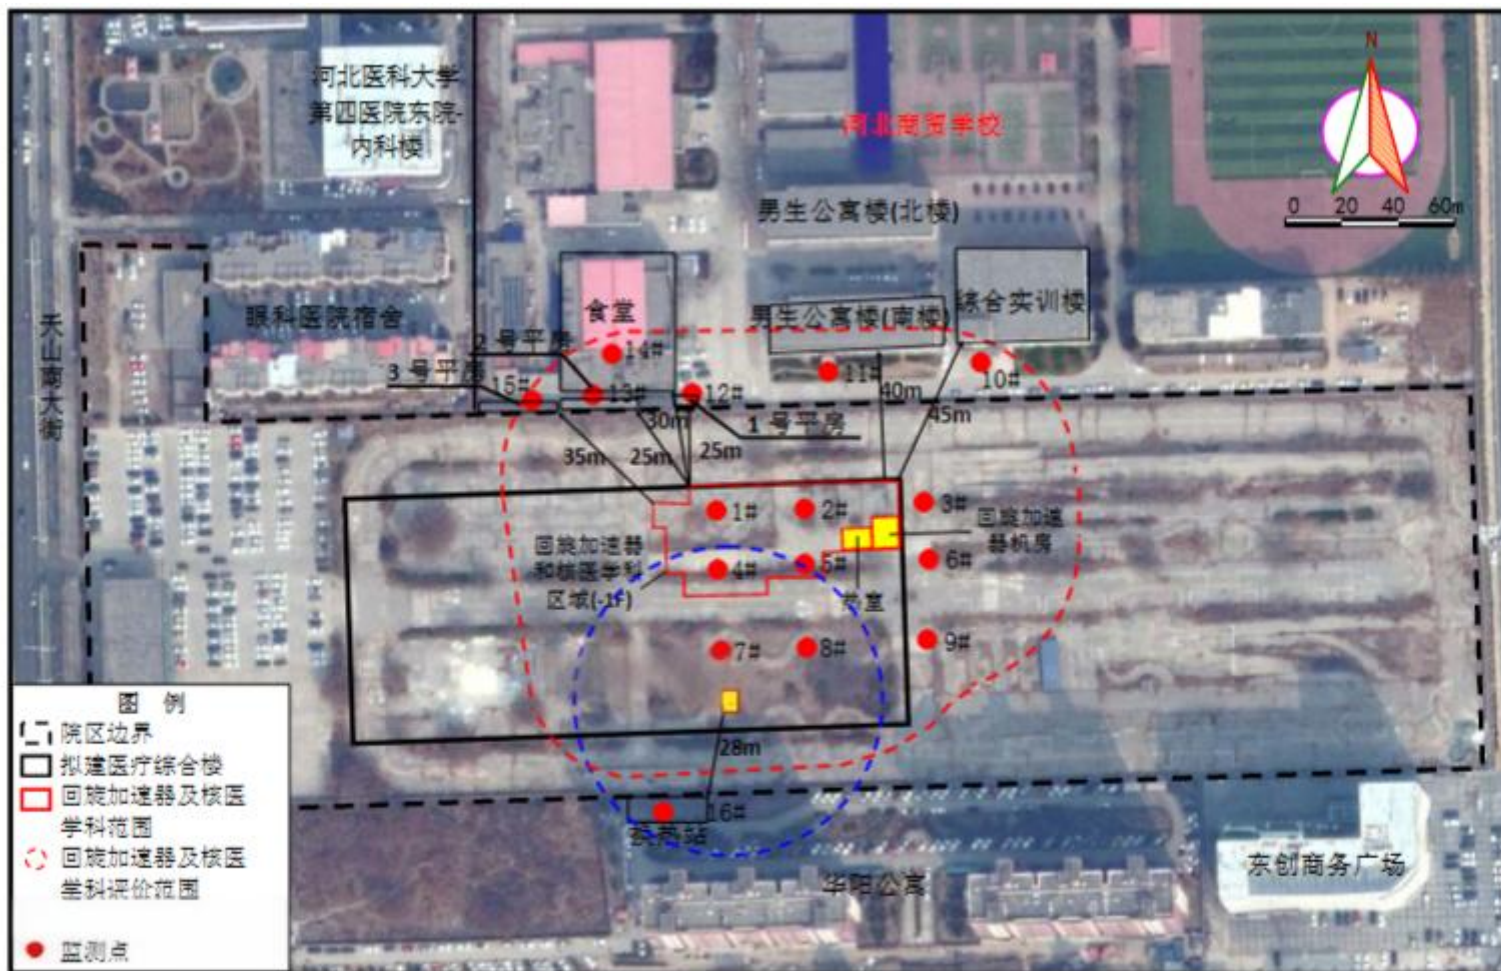 河北医科大学
第四医院东院-
内科楼
河北商贸学校
N
0 20 40 60m
男生公寓楼(北楼)
眼科医院宿舍
食堂
男生公寓楼(南楼)
综合实训楼
天山南大街
2 号平房
3 号平房
14#
15#
13#
12#
11#
10#
1 号平房
35m
25m
30m
25m
40m
45m
1#
2#
3#
回旋加速
器机房
回旋加速器
和核医学科
区域(-1F)
4#
5#
6#
热室
7#
8#
9#
28m
16#
换热站
华阳公寓
东创商务广场
图 例
院区边界
拟建医疗综合楼
回旋加速器及核医
学科范围
回旋加速器及核医
学科评价范围
监测点